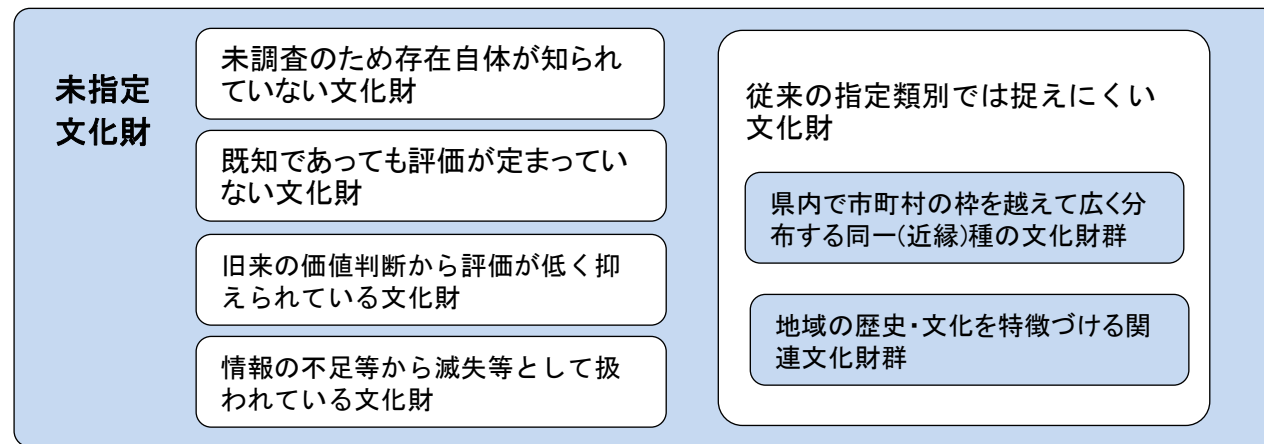 未指定
文化財
未調査のため存在自体が知られ
ていない文化財
既知であっても評価が定まってい
ない文化財
旧来の価値判断から評価が低く抑
えられている文化財
情報の不足等から滅失等として扱
われている文化財
従来の指定類別では捉えにくい
文化財
県内で市町村の枠を越えて広く分
布する同一(近縁)種の文化財群
地域の歴史・文化を特徴づける関
連文化財群